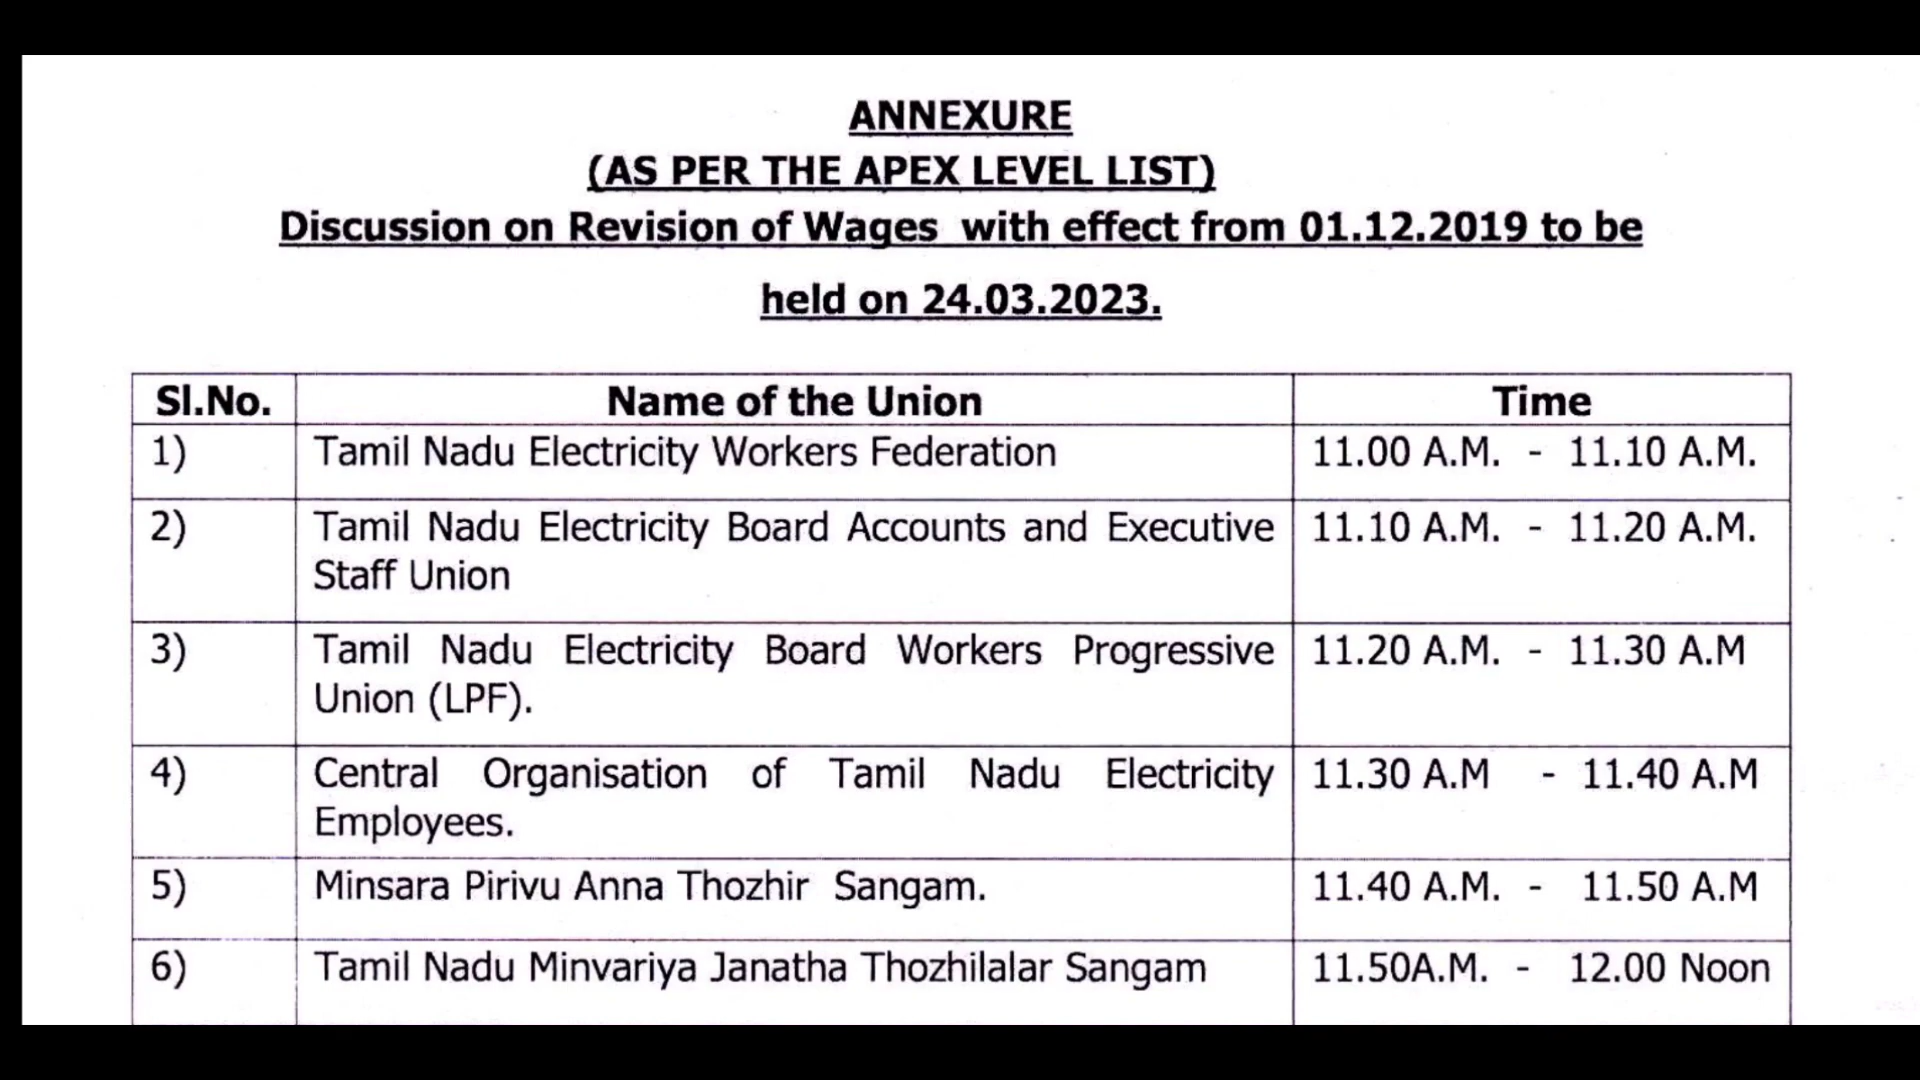 ANNEXURE
(AS PER THE APEX LEVEL LIST)
Discussion on Revision of Wages with effect from 01.12.2019 to be
held on 24.03.2023.
Sl.No. Name of the Union Time
1) Tamil Nadu Electricity Workers Federation 11.00 A.M. - 11.10 A.M.
2) Tamil Nadu Electricity Board Accounts and Executive 11.10 A.M. - 11.20 A.M.
Staff Union
3) Tamil Nadu Electricity Board Workers Progressive 11.20 A.M. - 11.30 A.M
Union (LPF).
4) Central Organisation of Tamil Nadu Electricity 11.30 A.M - 11.40 A.M
Employees.
5) Minsara Pirivu Anna Thozhir Sangam. 11.40 A.M. - 11.50 A.M
6) Tamil Nadu Minvariya Janatha Thozhilalar Sangam 11.50A.M. - 12.00 Noon